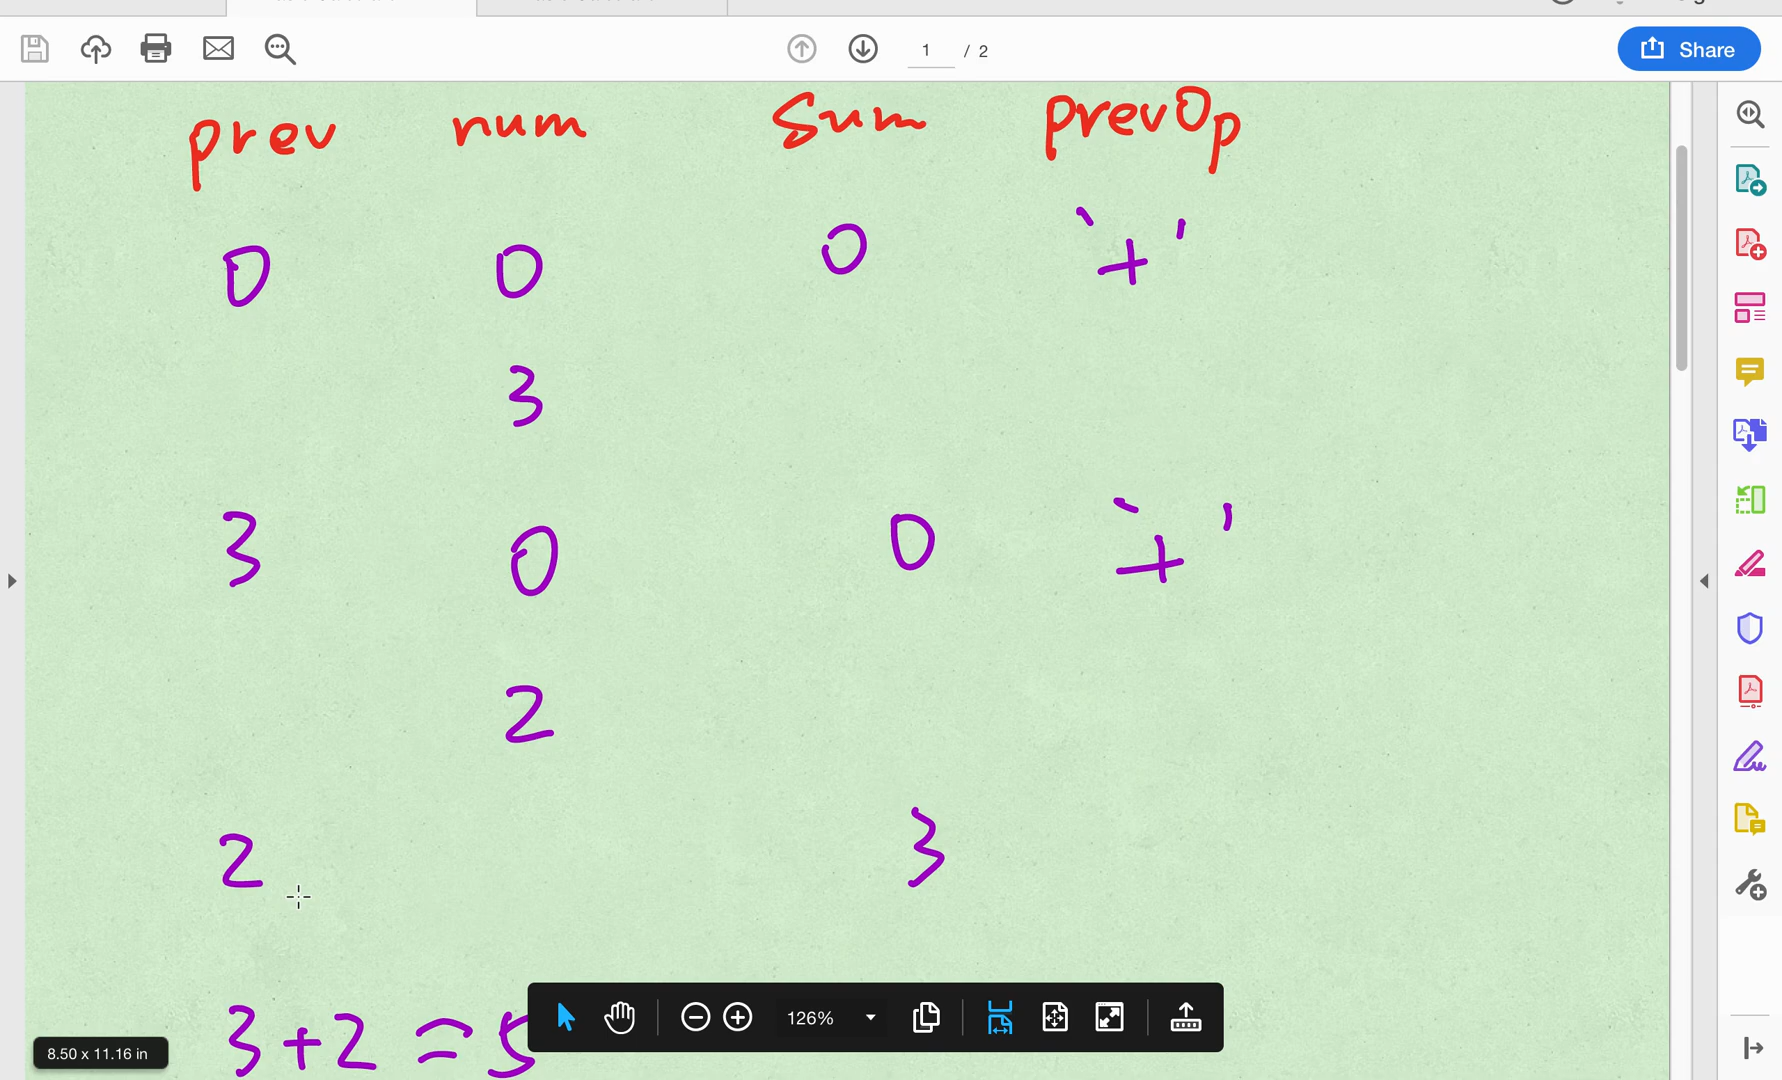 1 / 2
Share
prev num Sum prevOp
0 0 0 '+'
3
3 0 0 '+'
2
2 3
3+2=5
126%
8.50 x 11.16 in